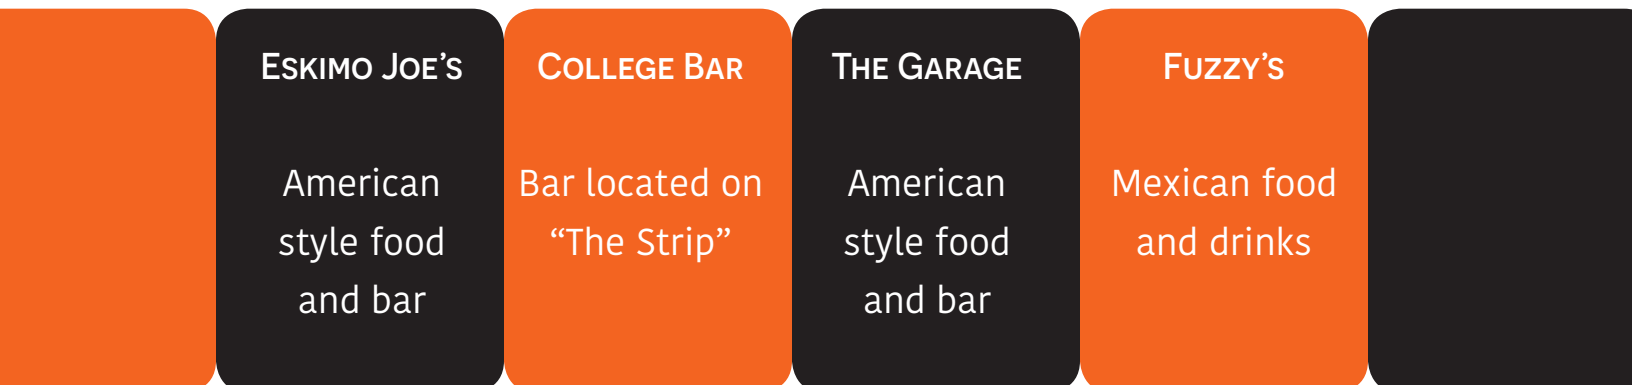 Eskimo Joe’s
American
style food
and bar
College Bar
Bar located on
“The Strip”
The Garage
American
style food
and bar
Fuzzy’s
Mexican food
and drinks